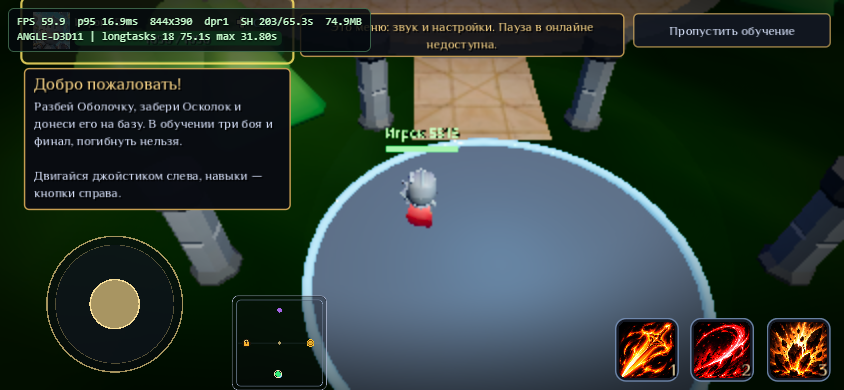 FPS 59.9 p95 16.9ms 844x390 dpr1 SH 203/65.3s 74.9MB
ANGLE-D3D11 | longtasks 18 75.1s max 31.80s
меню: звук и настройки. Пауза в онлайне
недоступна.
Пропустить обучение
Добро пожаловать!
Разбей Оболочку, забери Осколок и
донеси его на базу. В обучении три боя и
финал, погибнуть нельзя.
Двигайся джойстиком слева, навыки —
кнопки справа.
Игрок
1
2
3